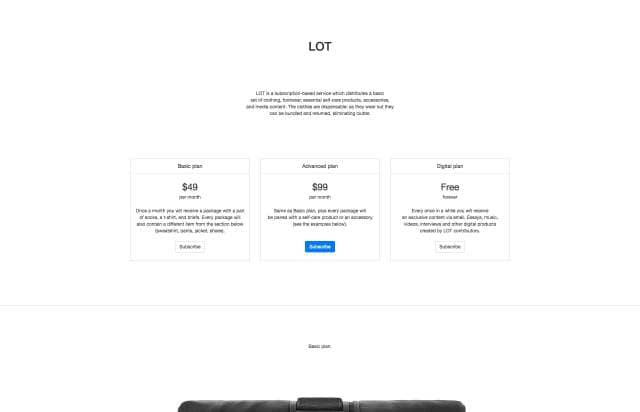 LOT
LOT is a subscription-based service which distributes a basic
set of clothing, footwear, essential self-care products, accessories,
and media content. The clothes are dispensable: as they wear out they
can be bundled and returned, eliminating clutter.
Basic plan
$49
per month
Once a month you will receive a package with a pair
of socks, a t-shirt, and briefs. Every package will
also contain a different item from the section below
(sweatshirt, pants, jacket, shoes).
Subscribe
Advanced plan
$99
per month
Same as Basic plan, plus every package will
be paired with a self-care product or an accessory
(see the examples below).
Subscribe
Digital plan
Free
forever
Every once in a while you will receive
an exclusive content via email. Essays, music,
videos, interviews and other digital products
created by LOT contributors.
Subscribe
Basic plan